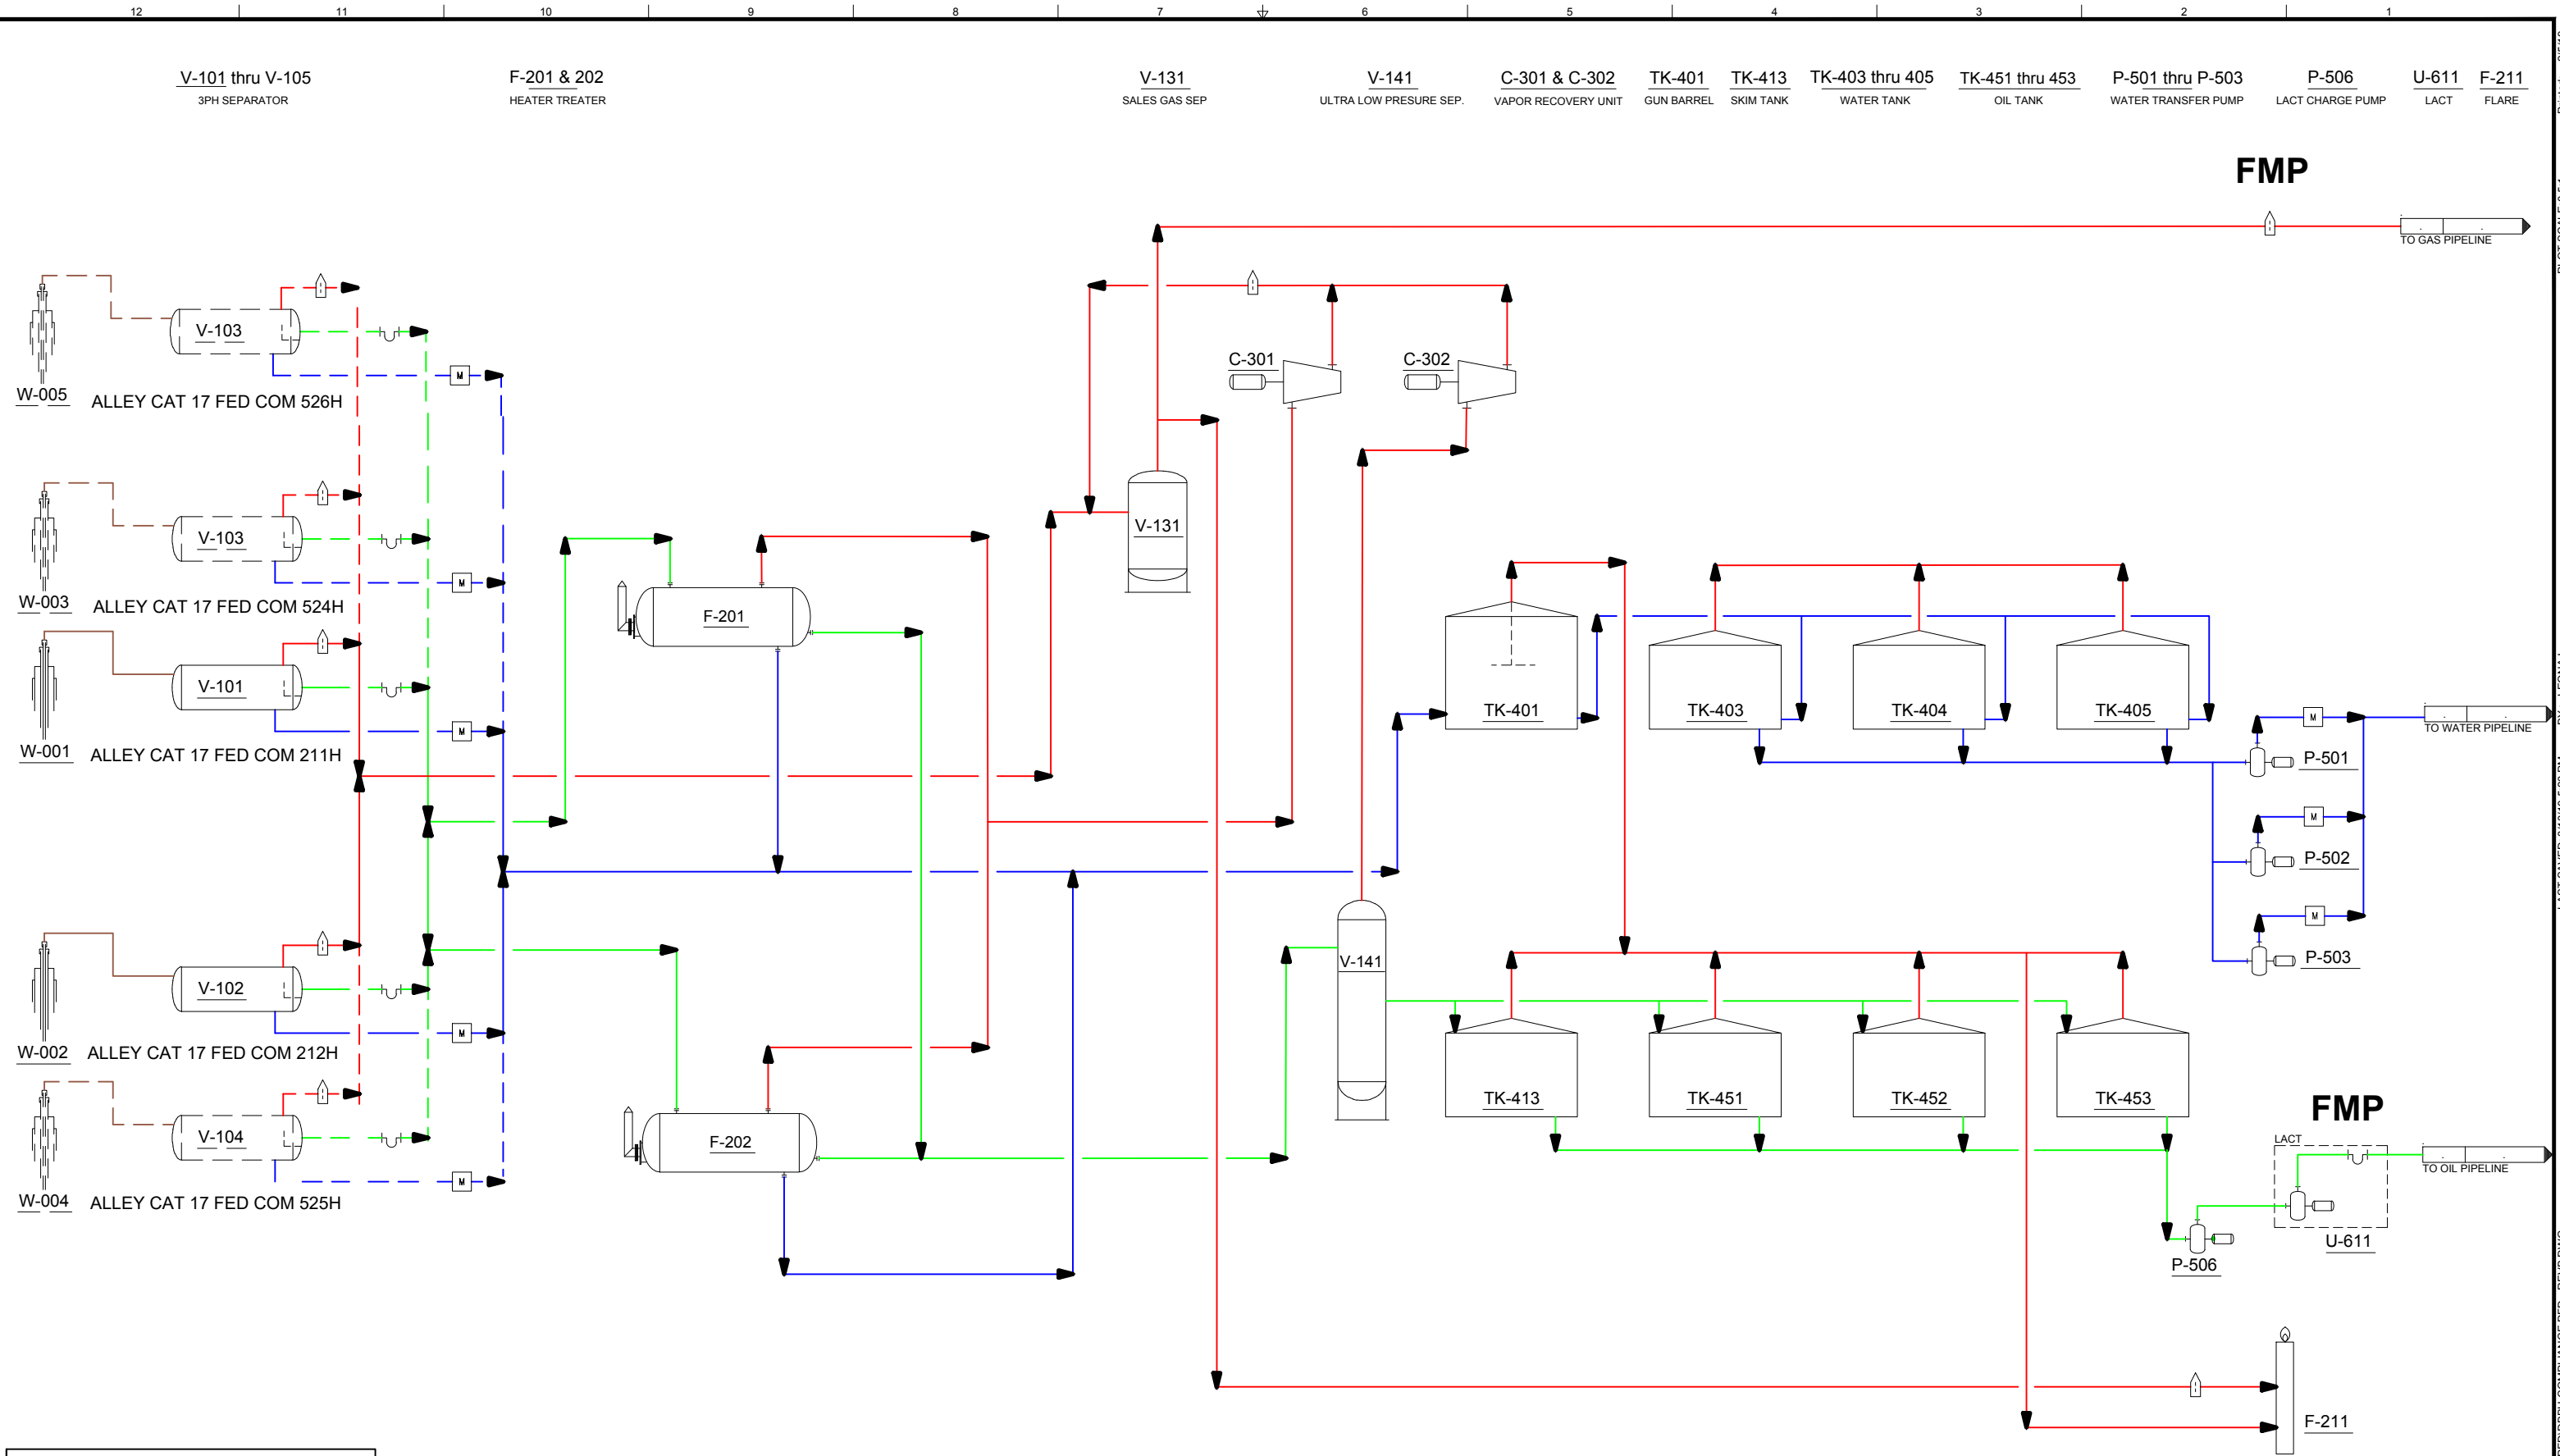 12 11 10 9 8 7 6 5 4 3 2 1
V-101 thru V-105
3PH SEPARATOR
F-201 & 202
HEATER TREATER
V-131
SALES GAS SEP
V-141
ULTRA LOW PRESURE SEP.
C-301 & C-302
VAPOR RECOVERY UNIT
TK-401
GUN BARREL
TK-413
SKIM TANK
TK-403 thru 405
WATER TANK
TK-451 thru 453
OIL TANK
P-501 thru P-503
WATER TRANSFER PUMP
P-506
LACT CHARGE PUMP
U-611
LACT
F-211
FLARE
FMP
TO GAS PIPELINE
V-103
M
W-005
ALLEY CAT 17 FED COM 526H
C-301
C-302
V-103
M
W-003
ALLEY CAT 17 FED COM 524H
V-131
F-201
V-101
M
W-001
ALLEY CAT 17 FED COM 211H
TK-401
TK-403
TK-404
TK-405
M
TO WATER PIPELINE
P-501
M
P-502
M
P-503
V-102
M
W-002
ALLEY CAT 17 FED COM 212H
V-141
V-104
M
W-004
ALLEY CAT 17 FED COM 525H
F-202
TK-413
TK-451
TK-452
TK-453
FMP
LACT
TO OIL PIPELINE
U-611
P-506
F-211